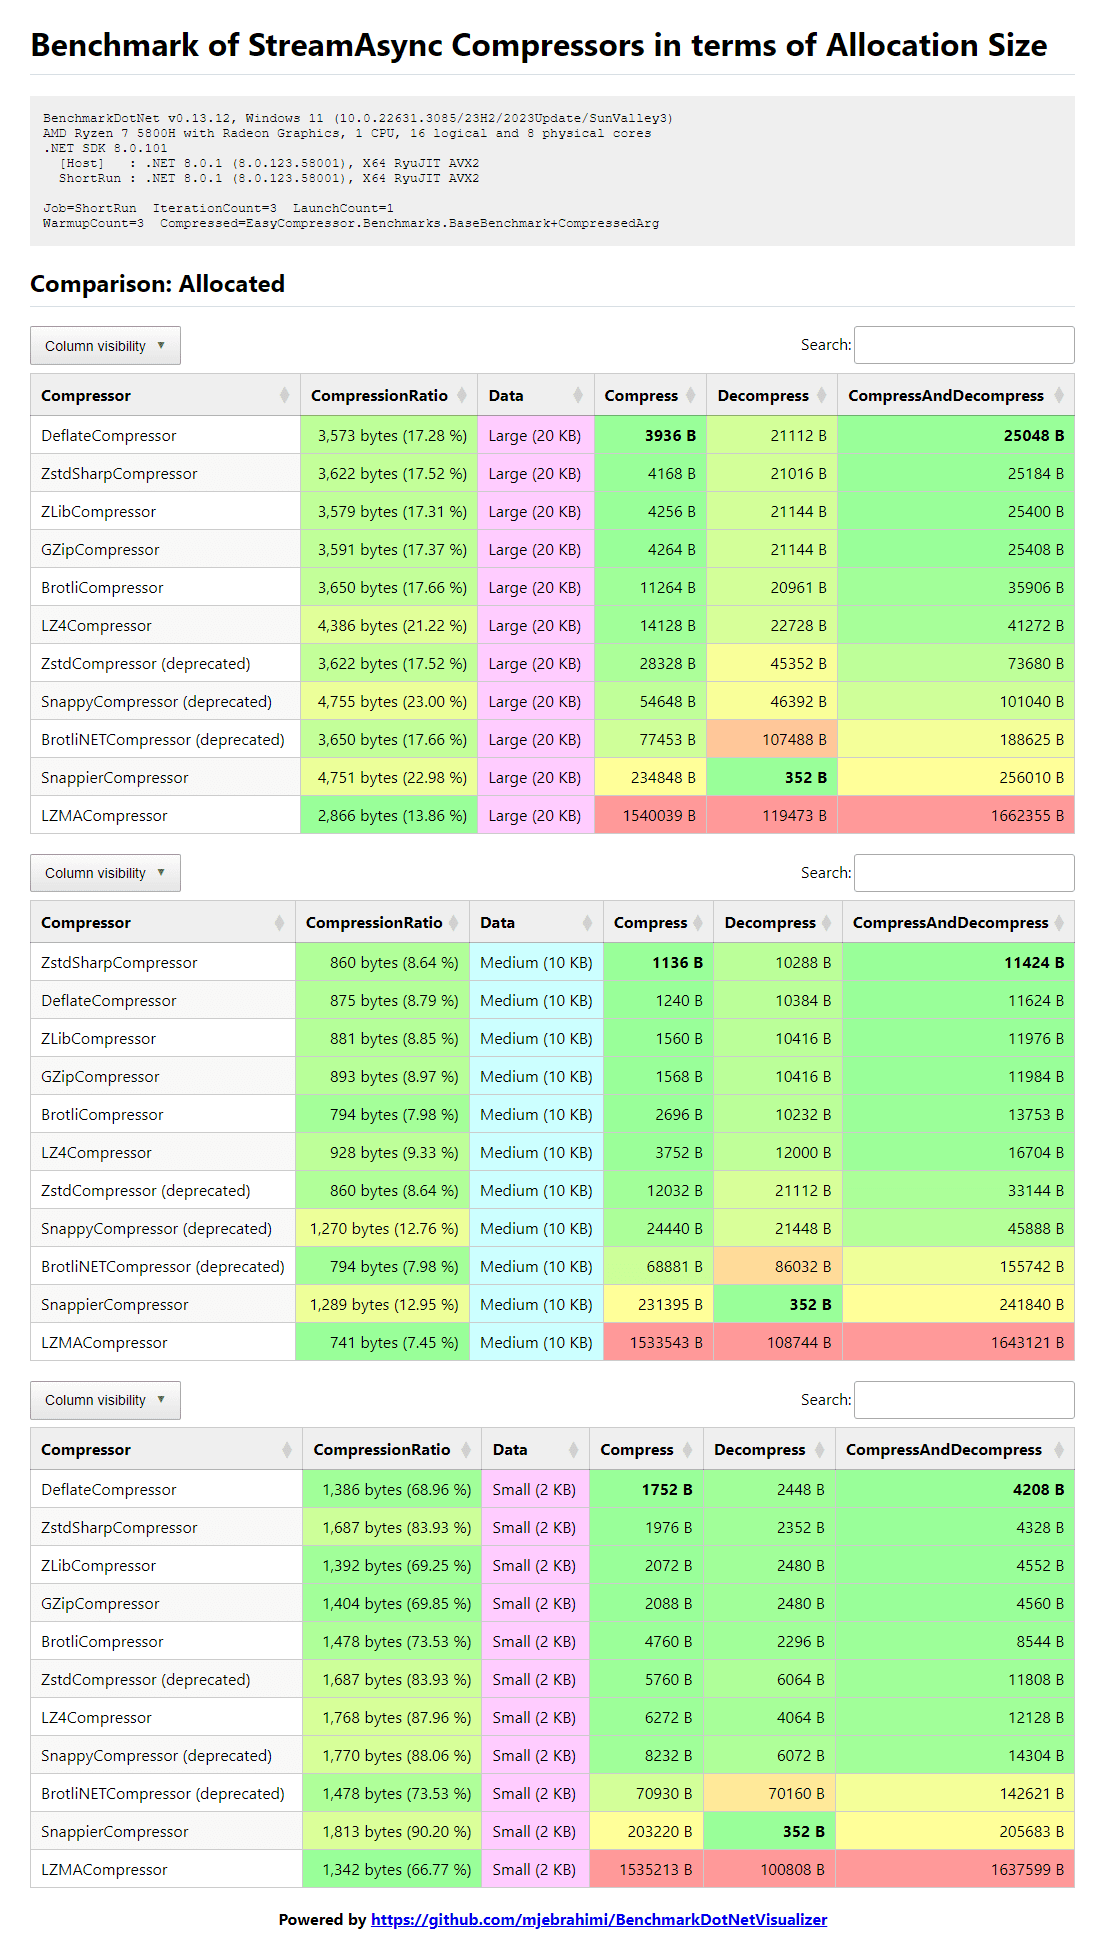 Benchmark of StreamAsync Compressors in terms of Allocation Size
BenchmarkDotNet v0.13.12, Windows 11 (10.0.22631.3085/23H2/2023Update/SunValley3)
AMD Ryzen 7 5800H with Radeon Graphics, 1 CPU, 16 logical and 8 physical cores
.NET SDK 8.0.101
[Host] : .NET 8.0.1 (8.0.123.58001), X64 RyuJIT AVX2
ShortRun : .NET 8.0.1 (8.0.123.58001), X64 RyuJIT AVX2
Job=ShortRun IterationCount=3 LaunchCount=1
WarmupCount=3 Compressed=EasyCompressor.Benchmarks.BaseBenchmark+CompressedArg
Comparison: Allocated
Column visibility ▼ Search:
Compressor CompressionRatio Data Compress Decompress CompressAndDecompress
DeflateCompressor 3,573 bytes (17.28 %) Large (20 KB) 3936 B 21112 B 25048 B
ZstdSharpCompressor 3,622 bytes (17.52 %) Large (20 KB) 4168 B 21016 B 25184 B
ZLibCompressor 3,579 bytes (17.31 %) Large (20 KB) 4256 B 21144 B 25400 B
GZipCompressor 3,591 bytes (17.37 %) Large (20 KB) 4264 B 21144 B 25408 B
BrotliCompressor 3,650 bytes (17.66 %) Large (20 KB) 11264 B 20961 B 35906 B
LZ4Compressor 4,386 bytes (21.22 %) Large (20 KB) 14128 B 22728 B 41272 B
ZstdCompressor (deprecated) 3,622 bytes (17.52 %) Large (20 KB) 28328 B 45352 B 73680 B
SnappyCompressor (deprecated) 4,755 bytes (23.00 %) Large (20 KB) 54648 B 46392 B 101040 B
BrotliNETCompressor (deprecated) 3,650 bytes (17.66 %) Large (20 KB) 77453 B 107488 B 188625 B
SnappierCompressor 4,751 bytes (22.98 %) Large (20 KB) 234848 B 352 B 256010 B
LZMACompressor 2,866 bytes (13.86 %) Large (20 KB) 1540039 B 119473 B 1662355 B
Column visibility ▼ Search:
Compressor CompressionRatio Data Compress Decompress CompressAndDecompress
ZstdSharpCompressor 860 bytes (8.64 %) Medium (10 KB) 1136 B 10288 B 11424 B
DeflateCompressor 875 bytes (8.79 %) Medium (10 KB) 1240 B 10384 B 11624 B
ZLibCompressor 881 bytes (8.85 %) Medium (10 KB) 1560 B 10416 B 11976 B
GZipCompressor 893 bytes (8.97 %) Medium (10 KB) 1568 B 10416 B 11984 B
BrotliCompressor 794 bytes (7.98 %) Medium (10 KB) 2696 B 10232 B 13753 B
LZ4Compressor 928 bytes (9.33 %) Medium (10 KB) 3752 B 12000 B 16704 B
ZstdCompressor (deprecated) 860 bytes (8.64 %) Medium (10 KB) 12032 B 21112 B 33144 B
SnappyCompressor (deprecated) 1,270 bytes (12.76 %) Medium (10 KB) 24440 B 21448 B 45888 B
BrotliNETCompressor (deprecated) 794 bytes (7.98 %) Medium (10 KB) 68881 B 86032 B 155742 B
SnappierCompressor 1,289 bytes (12.95 %) Medium (10 KB) 231395 B 352 B 241840 B
LZMACompressor 741 bytes (7.45 %) Medium (10 KB) 1533543 B 108744 B 1643121 B
Column visibility ▼ Search:
Compressor CompressionRatio Data Compress Decompress CompressAndDecompress
DeflateCompressor 1,386 bytes (68.96 %) Small (2 KB) 1752 B 2448 B 4208 B
ZstdSharpCompressor 1,687 bytes (83.93 %) Small (2 KB) 1976 B 2352 B 4328 B
ZLibCompressor 1,392 bytes (69.25 %) Small (2 KB) 2072 B 2480 B 4552 B
GZipCompressor 1,404 bytes (69.85 %) Small (2 KB) 2088 B 2480 B 4560 B
BrotliCompressor 1,478 bytes (73.53 %) Small (2 KB) 4760 B 2296 B 8544 B
ZstdCompressor (deprecated) 1,687 bytes (83.93 %) Small (2 KB) 5760 B 6064 B 11808 B
LZ4Compressor 1,768 bytes (87.96 %) Small (2 KB) 6272 B 4064 B 12128 B
SnappyCompressor (deprecated) 1,770 bytes (88.06 %) Small (2 KB) 8232 B 6072 B 14304 B
BrotliNETCompressor (deprecated) 1,478 bytes (73.53 %) Small (2 KB) 70930 B 70160 B 142621 B
SnappierCompressor 1,813 bytes (90.20 %) Small (2 KB) 203220 B 352 B 205683 B
LZMACompressor 1,342 bytes (66.77 %) Small (2 KB) 1535213 B 100808 B 1637599 B
Powered by https://github.com/mjebrahimi/BenchmarkDotNetVisualizer